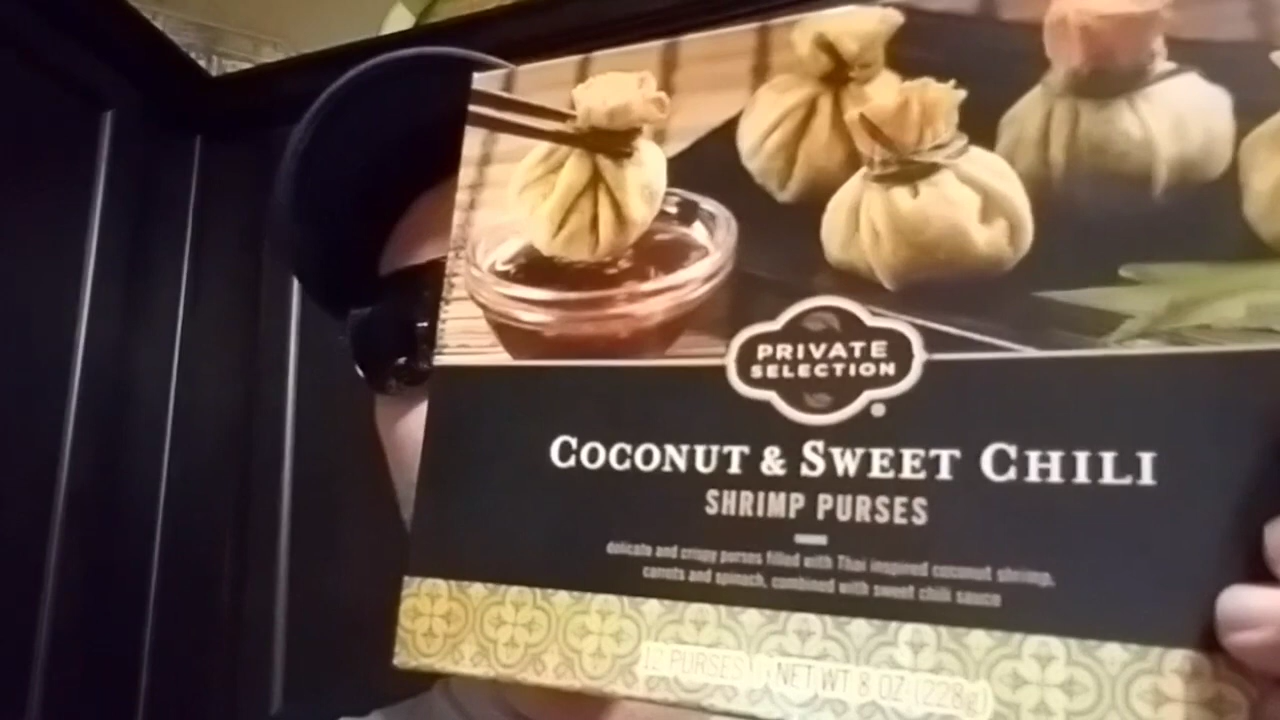 PRIVATE
SELECTION
COCONUT & SWEET CHILI
SHRIMP PURSES
delicate and crispy purses filled with Thai inspired coconut shrimp,
carrots and spinach, combined with sweet chili sauce
12 PURSES | NET WT 8 OZ (228g)